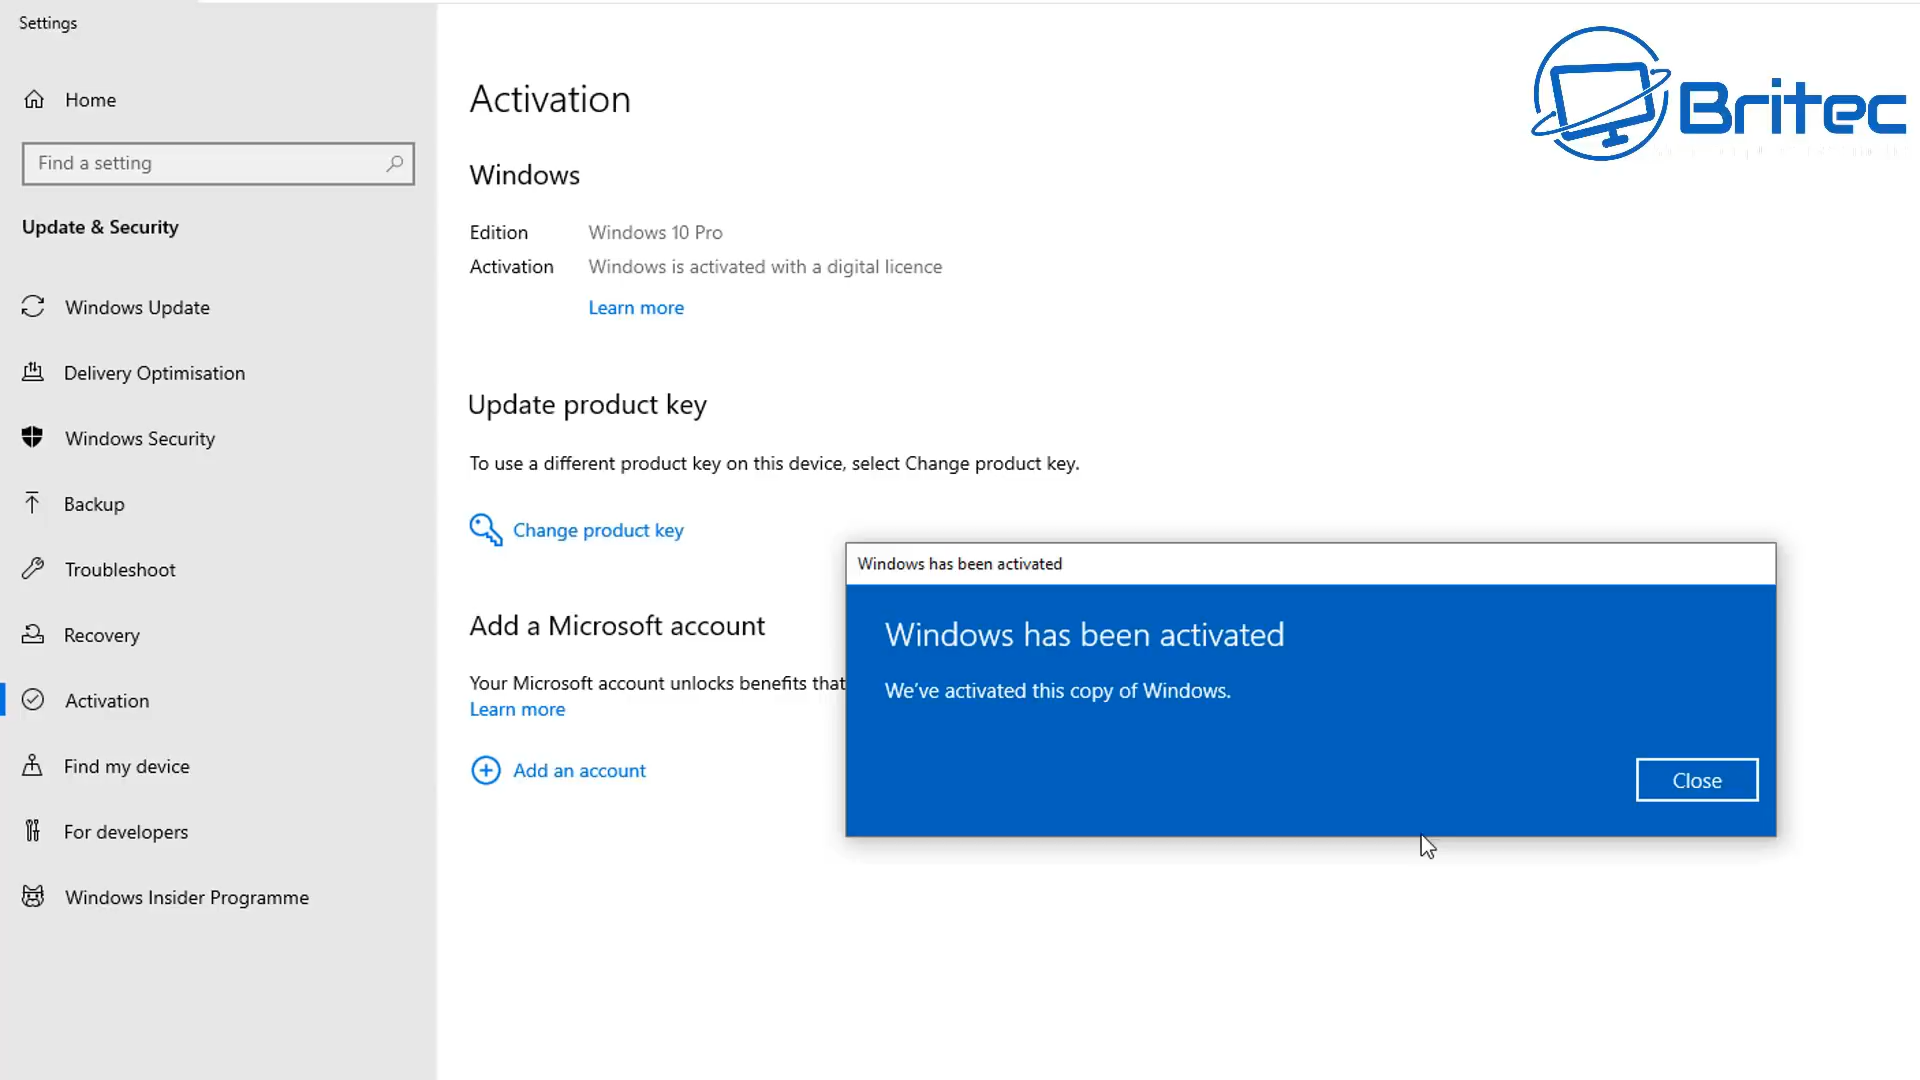 Settings
Home
Find a setting
Update & Security
Windows Update
Delivery Optimisation
Windows Security
Backup
Troubleshoot
Recovery
Activation
Find my device
For developers
Windows Insider Programme
Activation
Windows
Edition Windows 10 Pro
Activation Windows is activated with a digital licence
Learn more
Update product key
To use a different product key on this device, select Change product key.
Change product key
Add a Microsoft account
Your Microsoft account unlocks benefits that
Learn more
Add an account
Windows has been activated
Windows has been activated
We've activated this copy of Windows.
Close
Britec